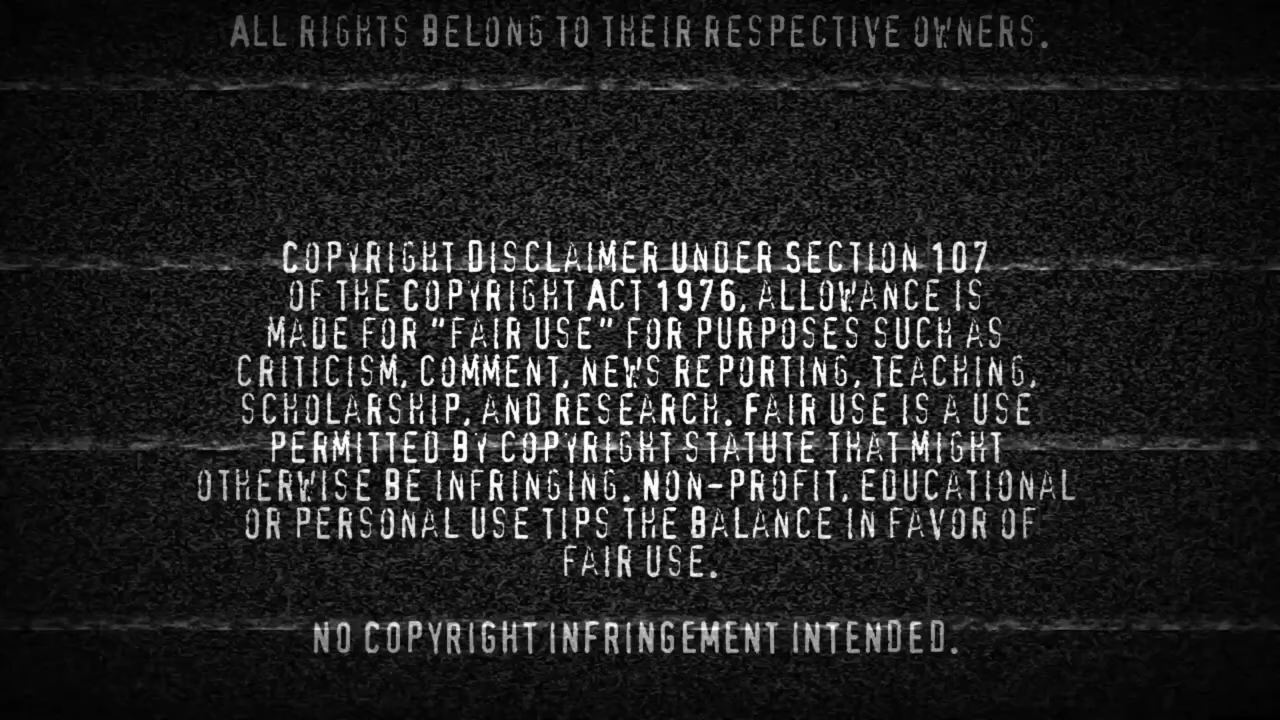 ALL RIGHTS BELONG TO THEIR RESPECTIVE OWNERS.
COPYRIGHT DISCLAIMER UNDER SECTION 107
OF THE COPYRIGHT ACT 1976, ALLOWANCE IS
MADE FOR "FAIR USE" FOR PURPOSES SUCH AS
CRITICISM, COMMENT, NEWS REPORTING, TEACHING,
SCHOLARSHIP, AND RESEARCH. FAIR USE IS A USE
PERMITTED BY COPYRIGHT STATUTE THAT MIGHT
OTHERWISE BE INFRINGING. NON-PROFIT, EDUCATIONAL
OR PERSONAL USE TIPS THE BALANCE IN FAVOR OF
FAIR USE.
NO COPYRIGHT INFRINGEMENT INTENDED.